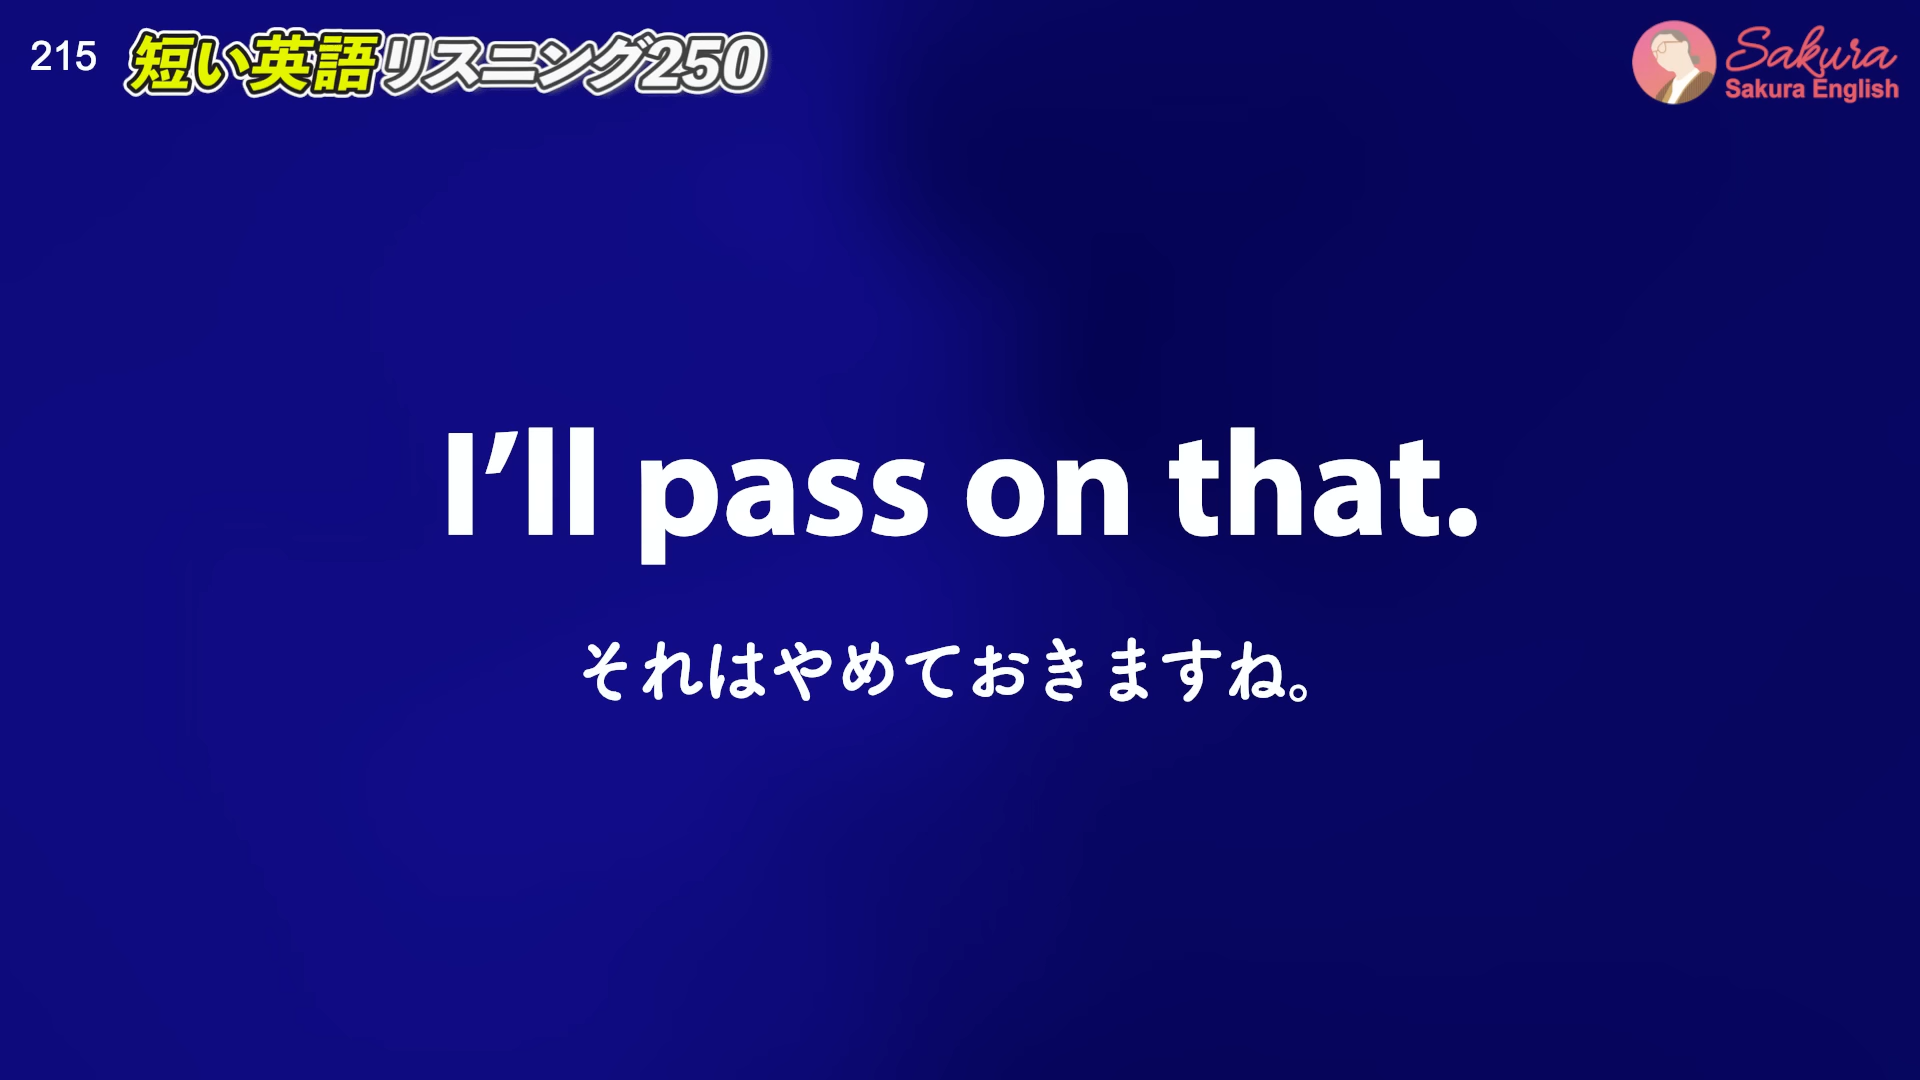 215 短い英語リスニング250
Sakura
Sakura English
I’ll pass on that.
それはやめておきますね。